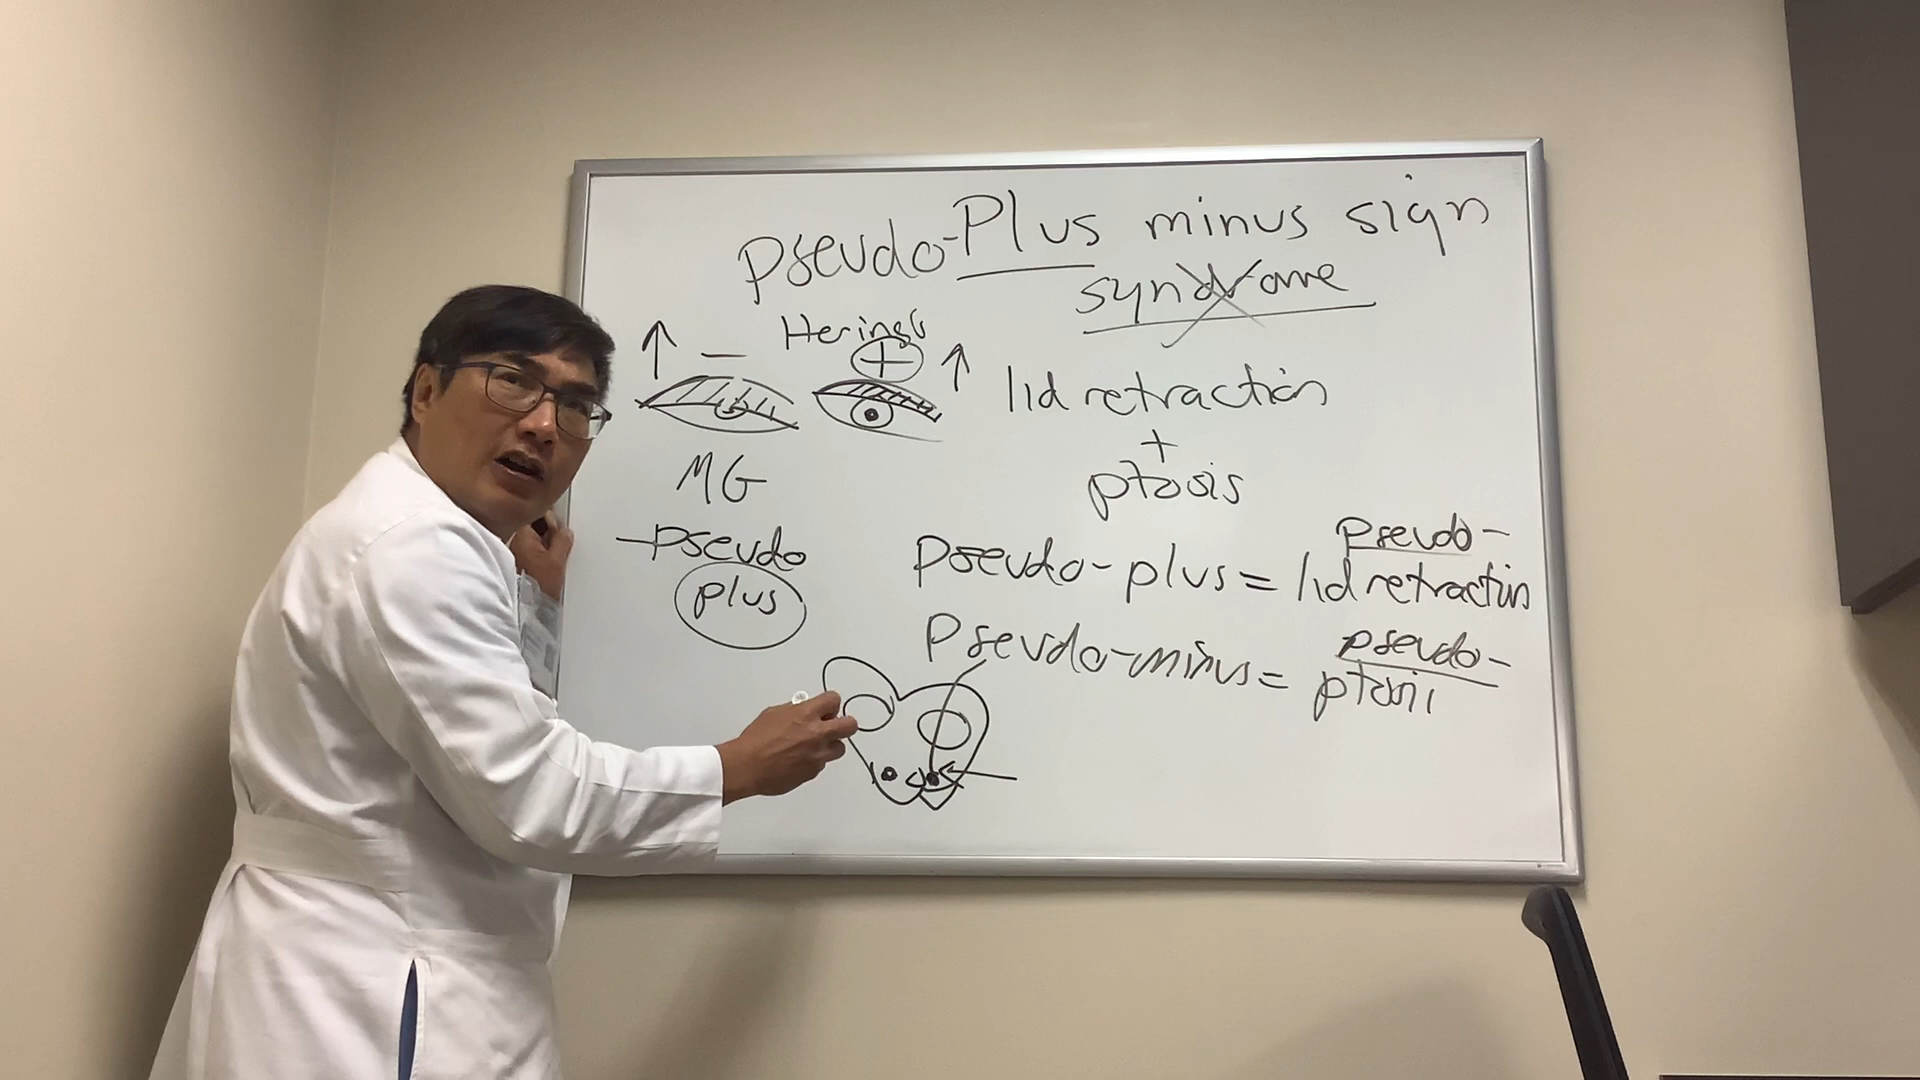 Pseudo-Plus minus sign
syndrome
Hering's
↑ − + ↑
lid retraction
+
ptosis
MG
pseudo
plus
pseudo-
Pseudo-plus = lid retractin
pseudo-
Pseudo-minus = ptosis